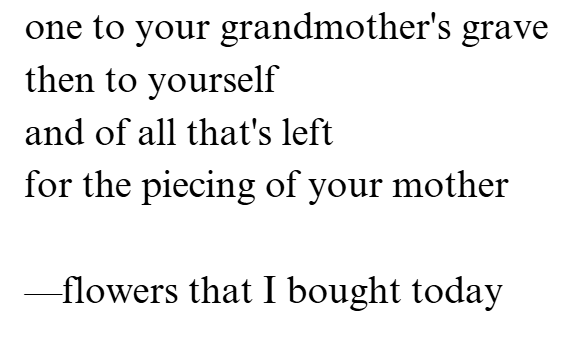 one to your grandmother's grave
then to yourself
and of all that's left
for the piecing of your mother
—flowers that I bought today